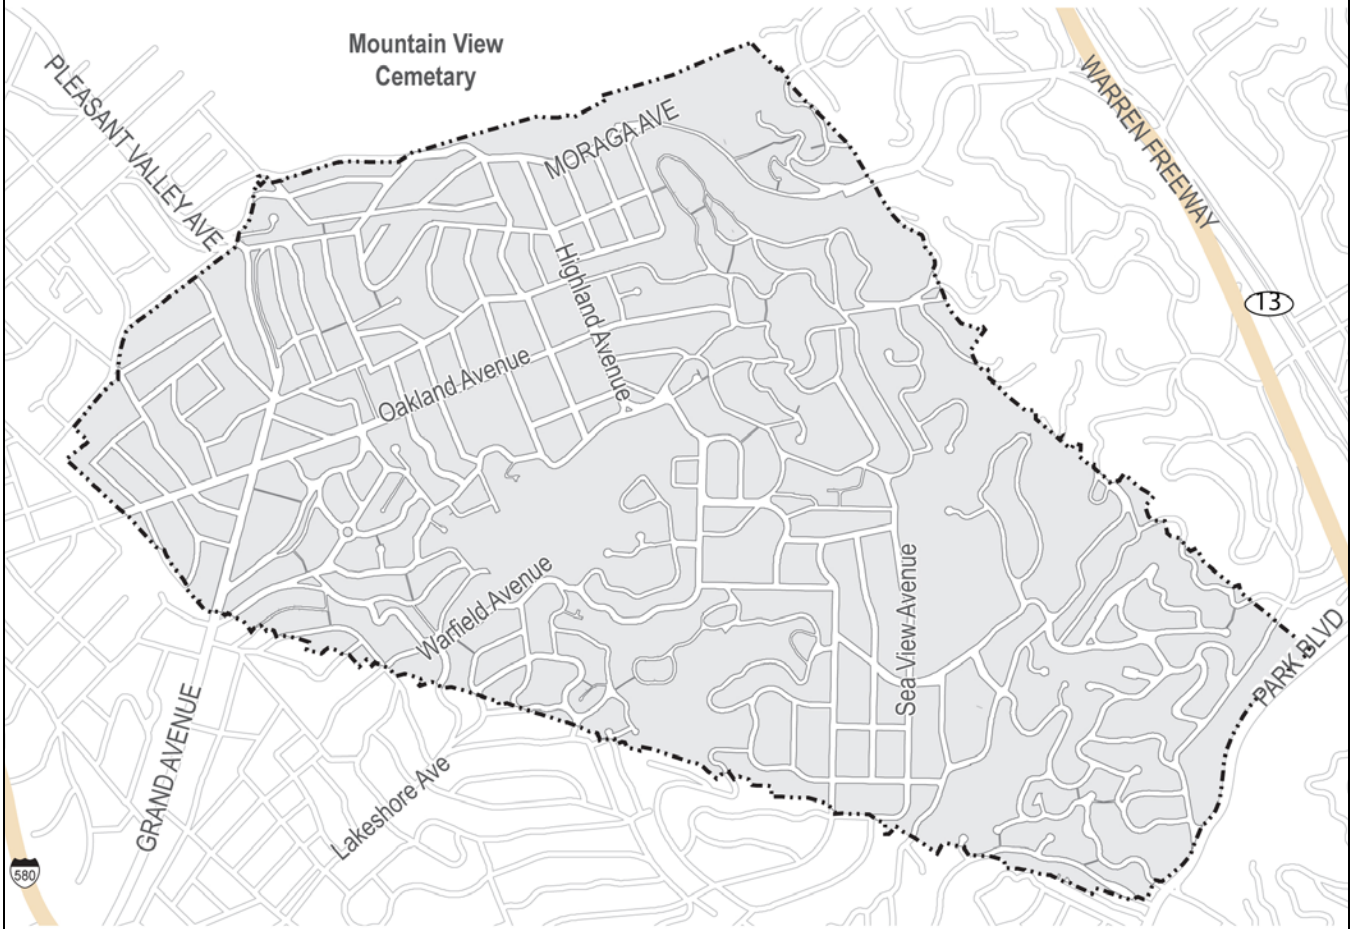 Mountain View
Cemetary
PLEASANT VALLEY AVE
MORAGA AVE
WARREN FREEWAY
13
Highland Avenue
Oakland Avenue
Warfield Avenue
Sea View Avenue
PARK BLVD
GRAND AVENUE
Lakeshore Ave
580